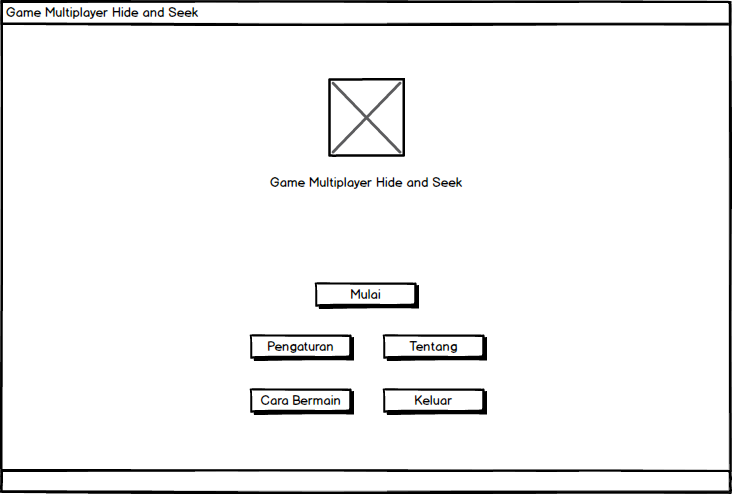 Game Multiplayer Hide and Seek
Game Multiplayer Hide and Seek
Mulai
Pengaturan
Tentang
Cara Bermain
Keluar